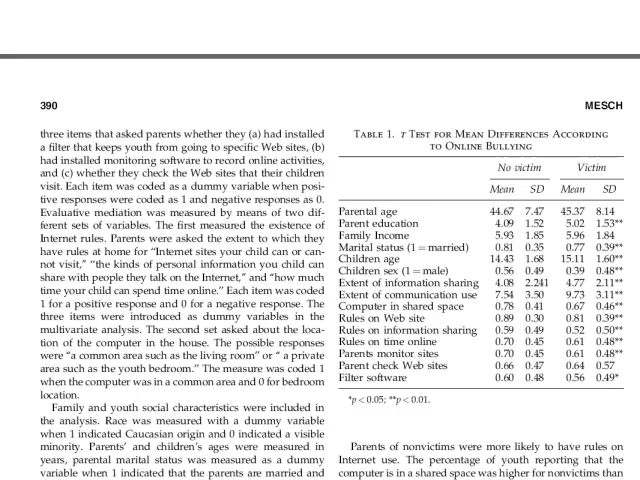 390
MESCH
three items that asked parents whether they (a) had installed
a filter that keeps youth from going to specific Web sites, (b)
had installed monitoring software to record online activities,
and (c) whether they check the Web sites that their children
visit. Each item was coded as a dummy variable when posi-
tive responses were coded as 1 and negative responses as 0.
Evaluative mediation was measured by means of two dif-
ferent sets of variables. The first measured the existence of
Internet rules. Parents were asked the extent to which they
have rules at home for “Internet sites your child can or can-
not visit,” “the kinds of personal information you child can
share with people they talk on the Internet,” and “how much
time your child can spend time online.” Each item was coded
1 for a positive response and 0 for a negative response. The
three items were introduced as dummy variables in the
multivariate analysis. The second set asked about the loca-
tion of the computer in the house. The possible responses
were “a common area such as the living room” or “ a private
area such as the youth bedroom.” The measure was coded 1
when the computer was in a common area and 0 for bedroom
location.
Family and youth social characteristics were included in
the analysis. Race was measured with a dummy variable
when 1 indicated Caucasian origin and 0 indicated a visible
minority. Parents’ and children’s ages were measured in
years, parental marital status was measured as a dummy
variable when 1 indicated that the parents are married and
Table 1. T Test for Mean Differences According
to Online Bullying
No victim Victim
Mean SD Mean SD
Parental age 44.67 7.47 45.37 8.14
Parent education 4.09 1.52 5.02 1.53**
Family Income 5.93 1.85 5.96 1.84
Marital status (1 = married) 0.81 0.35 0.77 0.39**
Children age 14.43 1.68 15.11 1.60**
Children sex (1 = male) 0.56 0.49 0.39 0.48**
Extent of information sharing 4.08 2.241 4.77 2.11**
Extent of communication use 7.54 3.50 9.73 3.11**
Computer in shared space 0.78 0.41 0.67 0.46**
Rules on Web site 0.89 0.30 0.81 0.39**
Rules on information sharing 0.59 0.49 0.52 0.50**
Rules on time online 0.70 0.45 0.61 0.48**
Parents monitor sites 0.70 0.45 0.61 0.48**
Parent check Web sites 0.66 0.47 0.64 0.57
Filter software 0.60 0.48 0.56 0.49*
*p < 0.05; **p < 0.01.
Parents of nonvictims were more likely to have rules on
Internet use. The percentage of youth reporting that the
computer is in a shared space was higher for nonvictims than